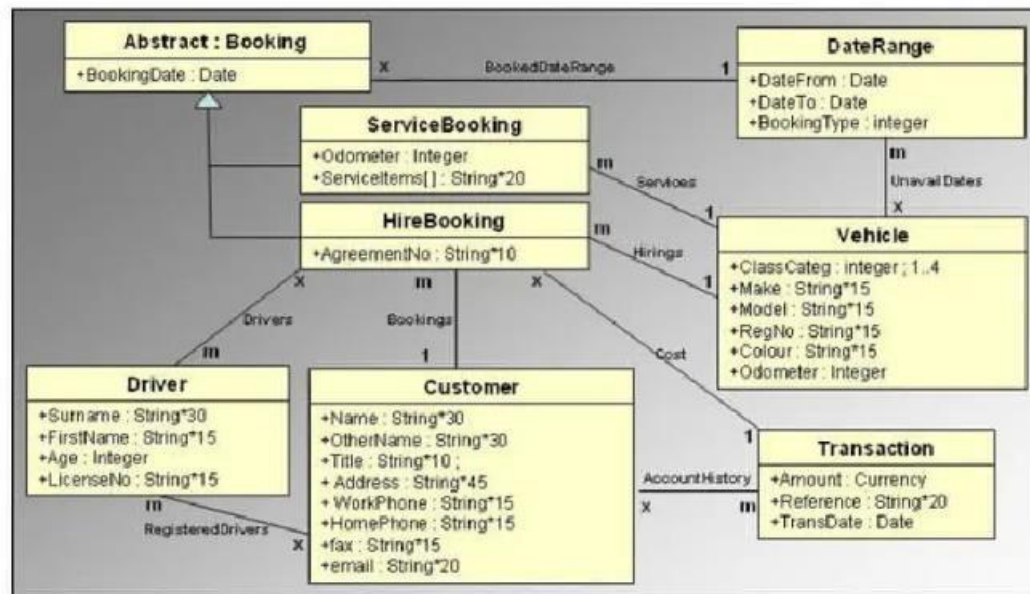 Abstract : Booking
+BookingDate : Date
X
BookedDateRange
1
DateRange
+DateFrom : Date
+DateTo : Date
+BookingType : integer
ServiceBooking
+Odometer : Integer
+ServiceItems[ ] : String*20
m
Services
1
m
UnavailDates
X
HireBooking
+AgreementNo : String*10
m
Hirings
1
Vehicle
+ClassCateg : integer ; 1..4
+Make : String*15
+Model : String*15
+RegNo : String*15
+Colour : String*15
+Odometer : Integer
X
Drivers
m
m
Bookings
1
X
Cost
1
Driver
+Surname : String*30
+FirstName : String*15
+Age : Integer
+LicenseNo : String*15
m
RegisteredDrivers
X
Customer
+Name : String*30
+OtherName : String*30
+Title : String*10 ;
+ Address : String*45
+ WorkPhone : String*15
+HomePhone : String*15
+fax : String*15
+email : String*20
AccountHistory
X
m
Transaction
+Amount : Currency
+Reference : String*20
+TransDate : Date